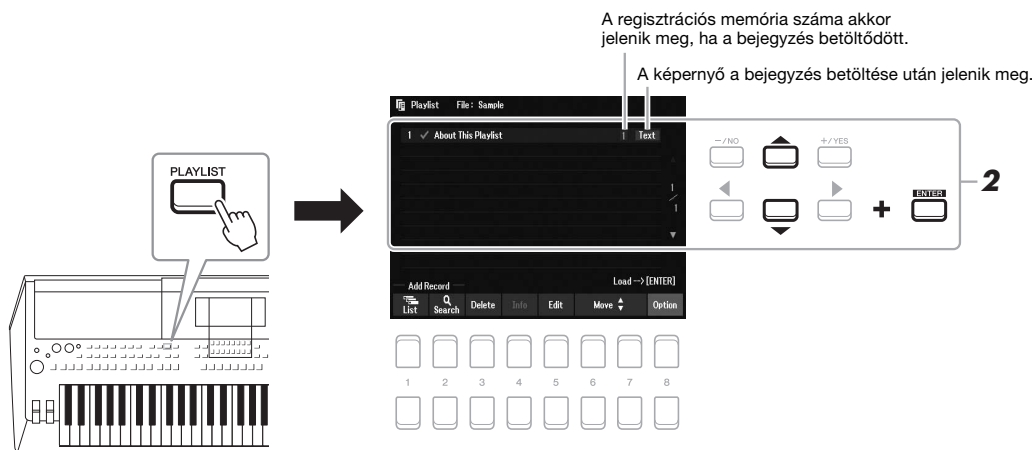 A regisztrációs memória száma akkor
jelenik meg, ha a bejegyzés betöltődött.
A képernyő a bejegyzés betöltése után jelenik meg.
Playlist File: Sample
1 ✓ About This Playlist 1 Text
1
/
1
PLAYLIST
-/NO
+/YES
ENTER
+
2
Load-->[ENTER]
Add Record
List Search Delete Info Edit Move Option
1 2 3 4 5 6 7 8